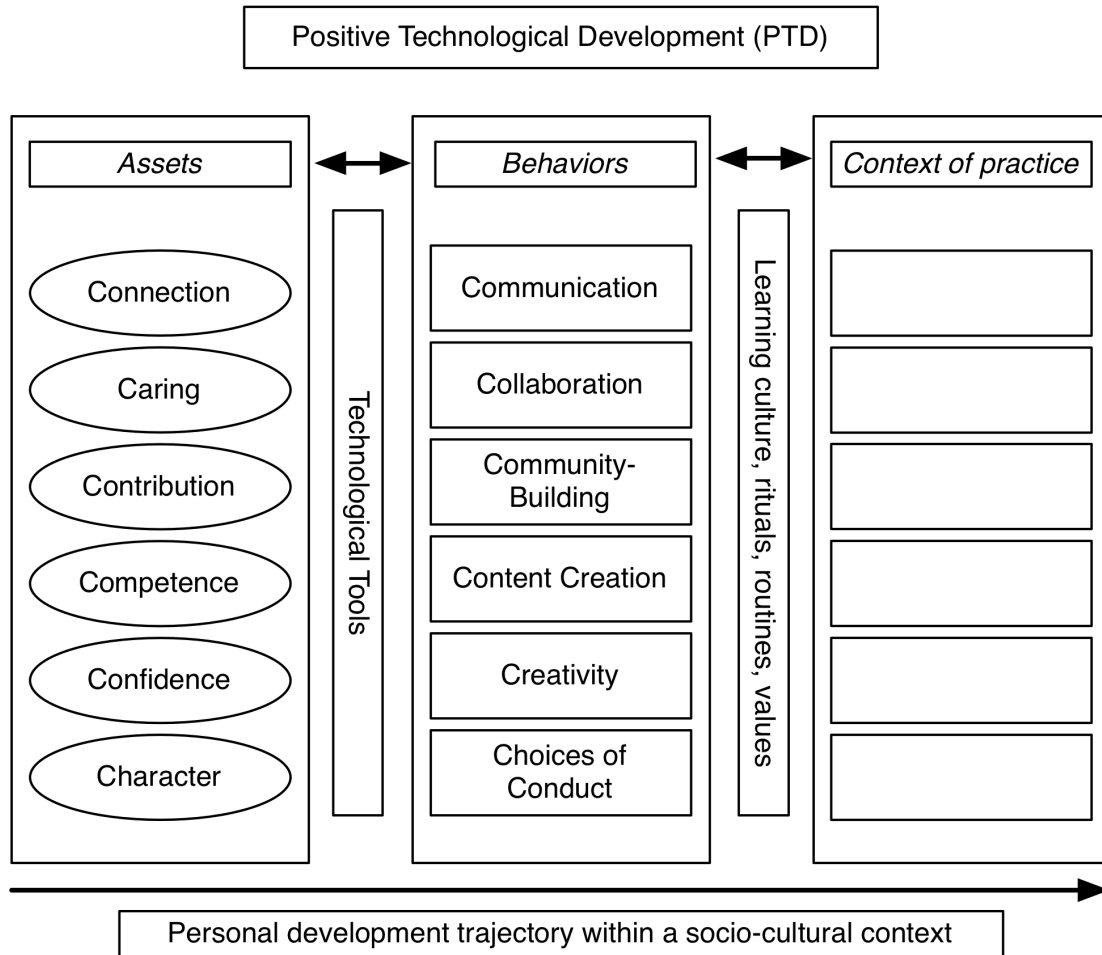 Positive Technological Development (PTD)
Assets
Behaviors
Context of practice
Connection
Caring
Contribution
Competence
Confidence
Character
Technological Tools
Communication
Collaboration
Community-
Building
Content Creation
Creativity
Choices of
Conduct
Learning culture, rituals, routines, values
Personal development trajectory within a socio-cultural context